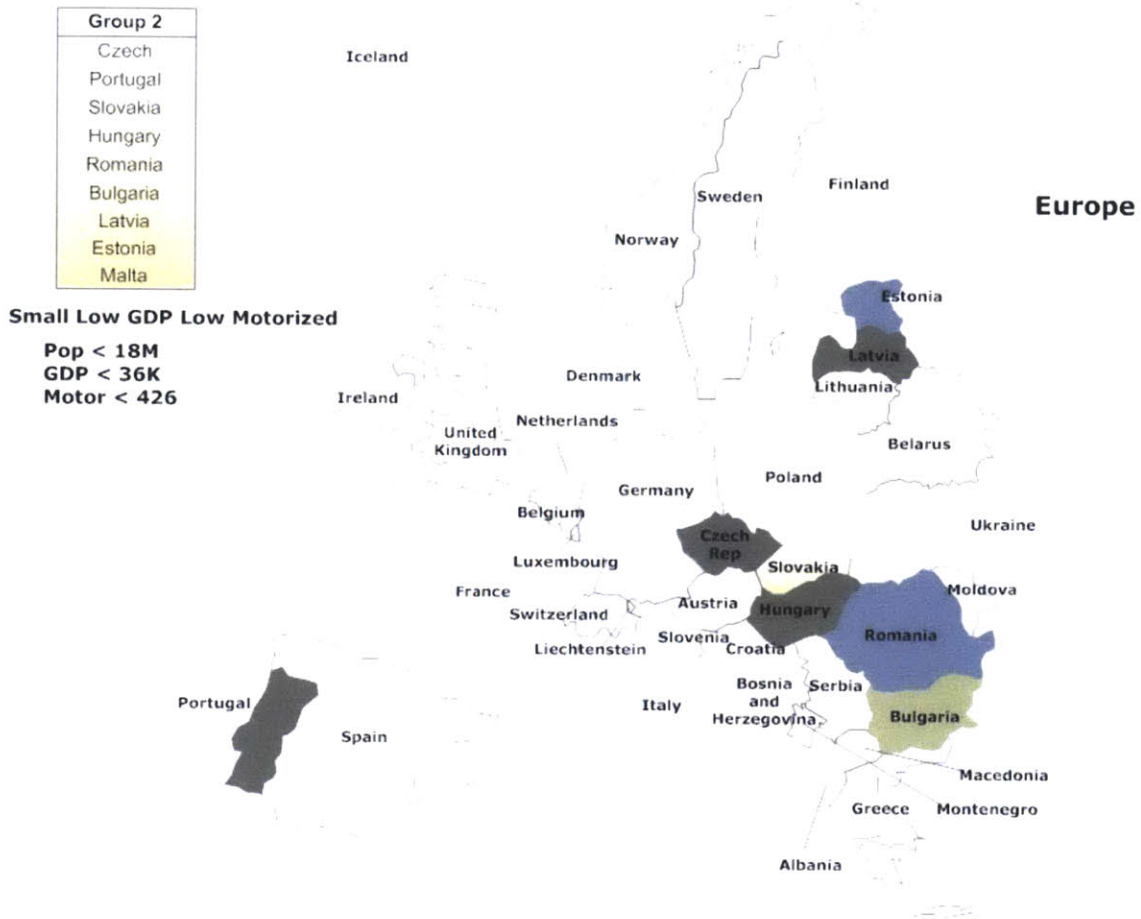 Group 2
Czech
Portugal
Slovakia
Hungary
Romania
Bulgaria
Latvia
Estonia
Malta
Small Low GDP Low Motorized
Pop < 18M
GDP < 36K
Motor < 426
Europe
Iceland
Finland
Sweden
Norway
Estonia
Latvia
Lithuania
Denmark
Ireland
Netherlands
United
Kingdom
Belarus
Poland
Germany
Belgium
Ukraine
Czech
Rep
Luxembourg
Slovakia
France
Moldova
Switzerland
Austria
Hungary
Slovenia
Romania
Liechtenstein
Croatia
Portugal
Italy
Bosnia
and
Herzegovina
Serbia
Bulgaria
Spain
Macedonia
Greece
Montenegro
Albania